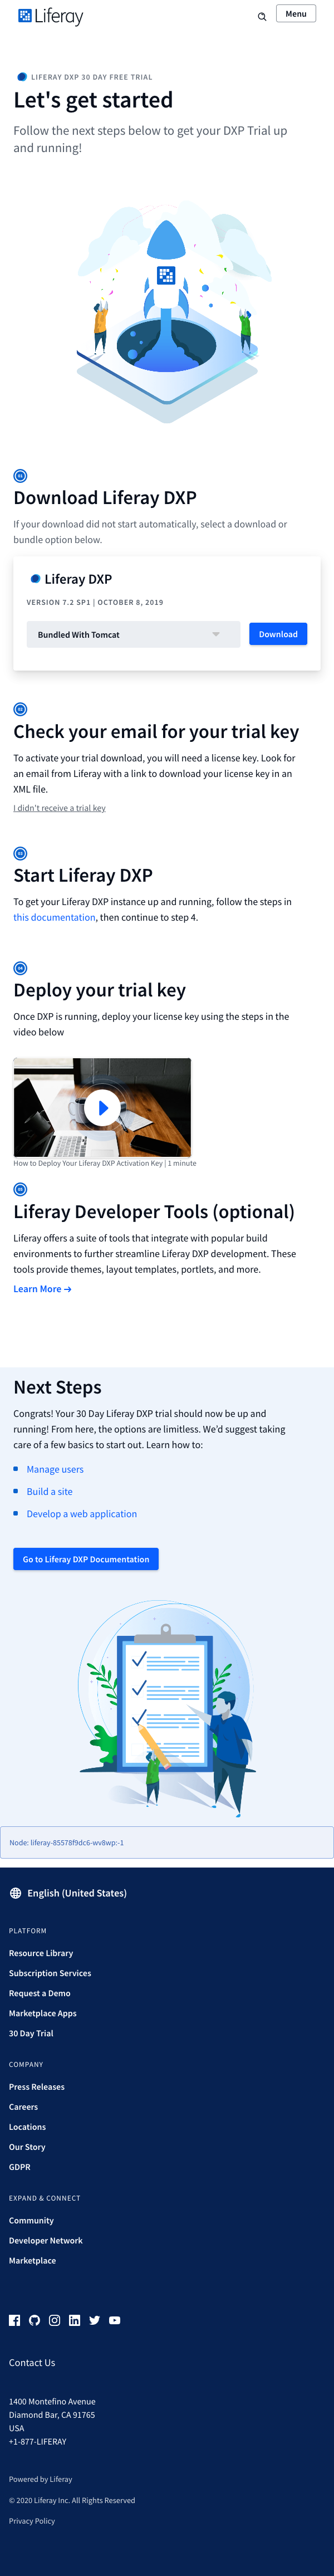 Liferay
Menu
LIFERAY DXP 30 DAY FREE TRIAL
Let's get started
Follow the next steps below to get your DXP Trial up
and running!
01
Download Liferay DXP
If your download did not start automatically, select a download or
bundle option below.
Liferay DXP
VERSION 7.2 SP1 | OCTOBER 8, 2019
Bundled With Tomcat
Download
02
Check your email for your trial key
To activate your trial download, you will need a license key. Look for
an email from Liferay with a link to download your license key in an
XML file.
I didn't receive a trial key
03
Start Liferay DXP
To get your Liferay DXP instance up and running, follow the steps in
this documentation, then continue to step 4.
04
Deploy your trial key
Once DXP is running, deploy your license key using the steps in the
video below
How to Deploy Your Liferay DXP Activation Key | 1 minute
05
Liferay Developer Tools (optional)
Liferay offers a suite of tools that integrate with popular build
environments to further streamline Liferay DXP development. These
tools provide themes, layout templates, portlets, and more.
Learn More →
Next Steps
Congrats! Your 30 Day Liferay DXP trial should now be up and
running! From here, the options are limitless. We'd suggest taking
care of a few basics to start out. Learn how to:
Manage users
Build a site
Develop a web application
Go to Liferay DXP Documentation
Node: liferay-85578f9dc6-wv8wp:-1
English (United States)
PLATFORM
Resource Library
Subscription Services
Request a Demo
Marketplace Apps
30 Day Trial
COMPANY
Press Releases
Careers
Locations
Our Story
GDPR
EXPAND & CONNECT
Community
Developer Network
Marketplace
Contact Us
1400 Montefino Avenue
Diamond Bar, CA 91765
USA
+1-877-LIFERAY
Powered by Liferay
© 2020 Liferay Inc. All Rights Reserved
Privacy Policy